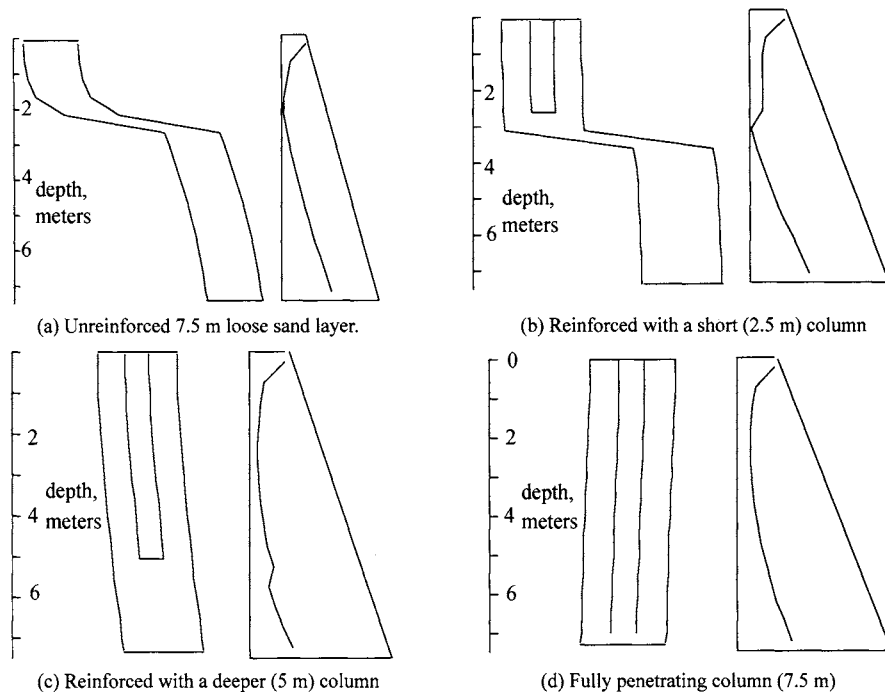 2
4
depth,
meters
6
(a) Unreinforced 7.5 m loose sand layer.
2
4
depth,
meters
6
(b) Reinforced with a short (2.5 m) column
2
depth,
meters
4
6
(c) Reinforced with a deeper (5 m) column
0
2
depth,
meters
4
6
(d) Fully penetrating column (7.5 m)